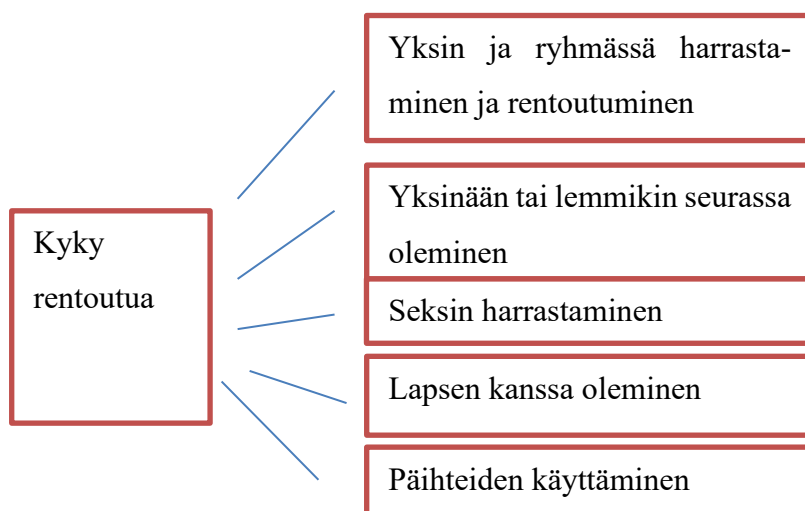 Yksin ja ryhmässä harrasta-
minen ja rentoutuminen
Yksinään tai lemmikin seurassa
oleminen
Kyky
rentoutua
Seksin harrastaminen
Lapsen kanssa oleminen
Päihteiden käyttäminen